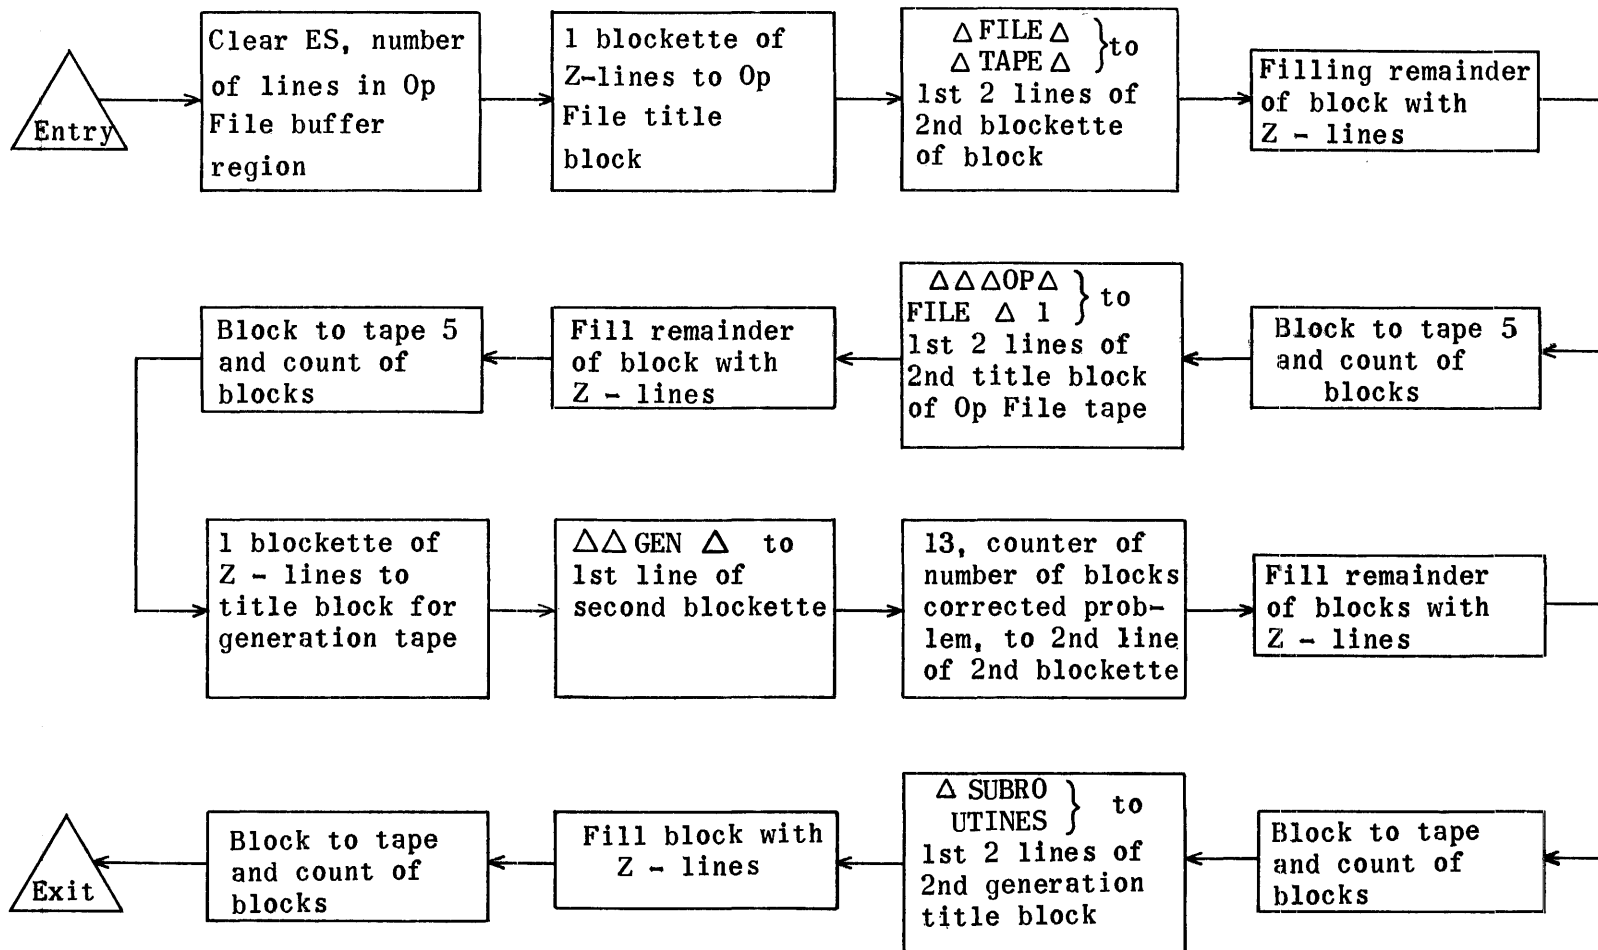 Entry
Clear ES, number
of lines in Op
File buffer
region
1 blockette of
Z-lines to Op
File title
block
Δ FILE Δ
Δ TAPE Δ } to
1st 2 lines of
2nd blockette
of block
Filling remainder
of block with
Z - lines
Block to tape 5
and count of
blocks
Δ Δ Δ OP Δ
FILE Δ 1 } to
1st 2 lines of
2nd title block
of Op File tape
Fill remainder
of block with
Z - lines
Block to tape 5
and count of
blocks
1 blockette of
Z - lines to
title block for
generation tape
ΔΔ GEN Δ to
1st line of
second blockette
13, counter of
number of blocks
corrected prob-
lem, to 2nd line
of 2nd blockette
Fill remainder
of blocks with
Z - lines
Block to tape
and count of
blocks
Δ SUBRO
UTINES } to
1st 2 lines of
2nd generation
title block
Fill block with
Z - lines
Block to tape
and count of
blocks
Exit